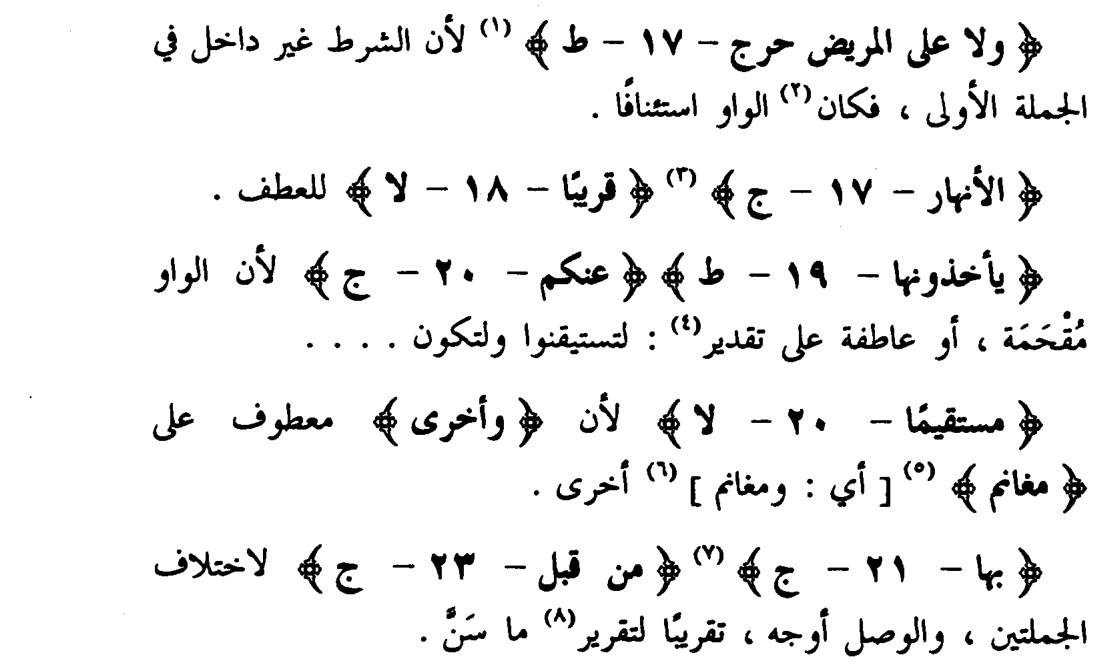 ﴿ ولا على المريض حرج – ١٧ – ط ﴾ (١) لأن الشرط غير داخل في
الجملة الأولى ، فكان (٢) الواو استئنافًا .
﴿ الأنهار – ١٧ – ج ﴾ (٣) ﴿ قريبًا – ١٨ – لا ﴾ للعطف .
﴿ يأخذونها – ١٩ – ط ﴾ ﴿ عنكم – ٢٠ – ج ﴾ لأن الواو
مُقْحَمَة ، أو عاطفة على تقدير (٤) : لتستيقنوا ولتكون . . . .
﴿ مستقيمًا – ٢٠ – لا ﴾ لأن ﴿ وأخرى ﴾ معطوف على
﴿ مغانم ﴾ (٥) [ أي : ومغانم ] (٦) أخرى .
﴿ بها – ٢١ – ج ﴾ (٧) ﴿ من قبل – ٢٣ – ج ﴾ لاختلاف
الجملتين ، والوصل أوجه ، تقريبًا لتقرير (٨) ما سَنَّ .